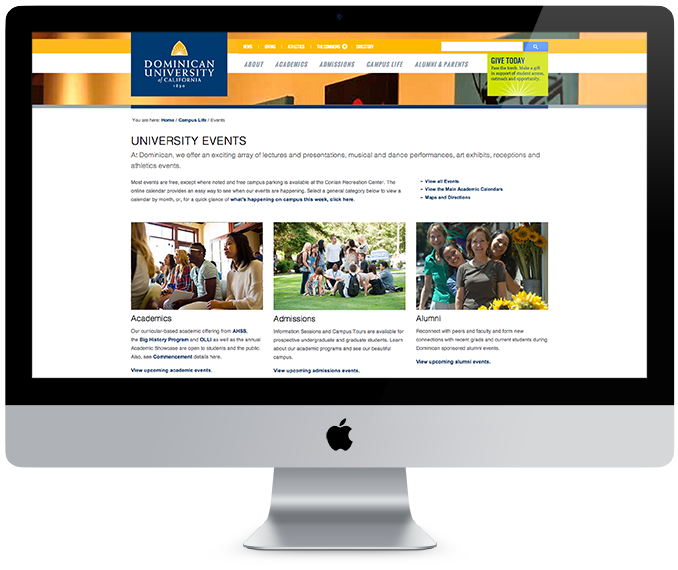 DOMINICAN
UNIVERSITY
of CALIFORNIA
1890
NEWS GIVING ATHLETICS THE COMMONS DIRECTORY
ABOUT ACADEMICS ADMISSIONS CAMPUS LIFE ALUMNI & PARENTS
GIVE TODAY
Pass the torch. Make a gift
in support of student access,
outreach and opportunity.
You are here: Home / Campus Life / Events
UNIVERSITY EVENTS
At Dominican, we offer an exciting array of lectures and presentations, musical and dance performances, art exhibits, receptions and
athletics events.
Most events are free, except where noted and free campus parking is available at the Conlan Recreation Center. The
online calendar provides an easy way to see when our events are happening. Select a general category below to view a
calendar by month, or, for a quick glance of what's happening on campus this week, click here.
View all Events
View the Main Academic Calendars
Maps and Directions
Academics
Our curricular-based academic offering from AHSS,
the Big History Program and OLLI as well as the annual
Academic Showcase are open to students and the public.
Also, see Commencement details here.
View upcoming academic events.
Admissions
Information Sessions and Campus Tours are available for
prospective undergraduate and graduate students. Learn
about our academic programs and see our beautiful
campus.
View upcoming admissions events.
Alumni
Reconnect with peers and faculty and form new
connections with recent grads and current students during
Dominican sponsored alumni events.
View upcoming alumni events.